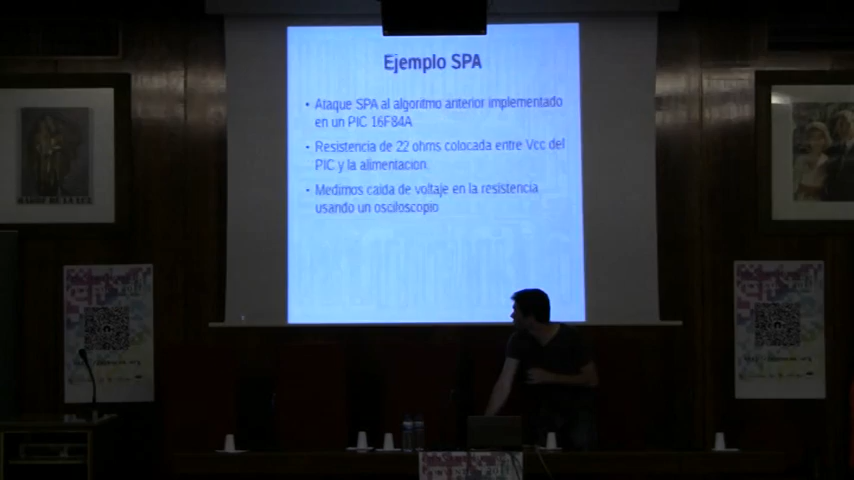 Ejemplo SPA
• Ataque SPA al algoritmo anterior implementado
en un PIC 16F84A
• Resistencia de 22 ohms colocada entre Vcc del
PIC y la alimentacion
• Medimos caida de voltaje en la resistencia
usando un osciloscopio